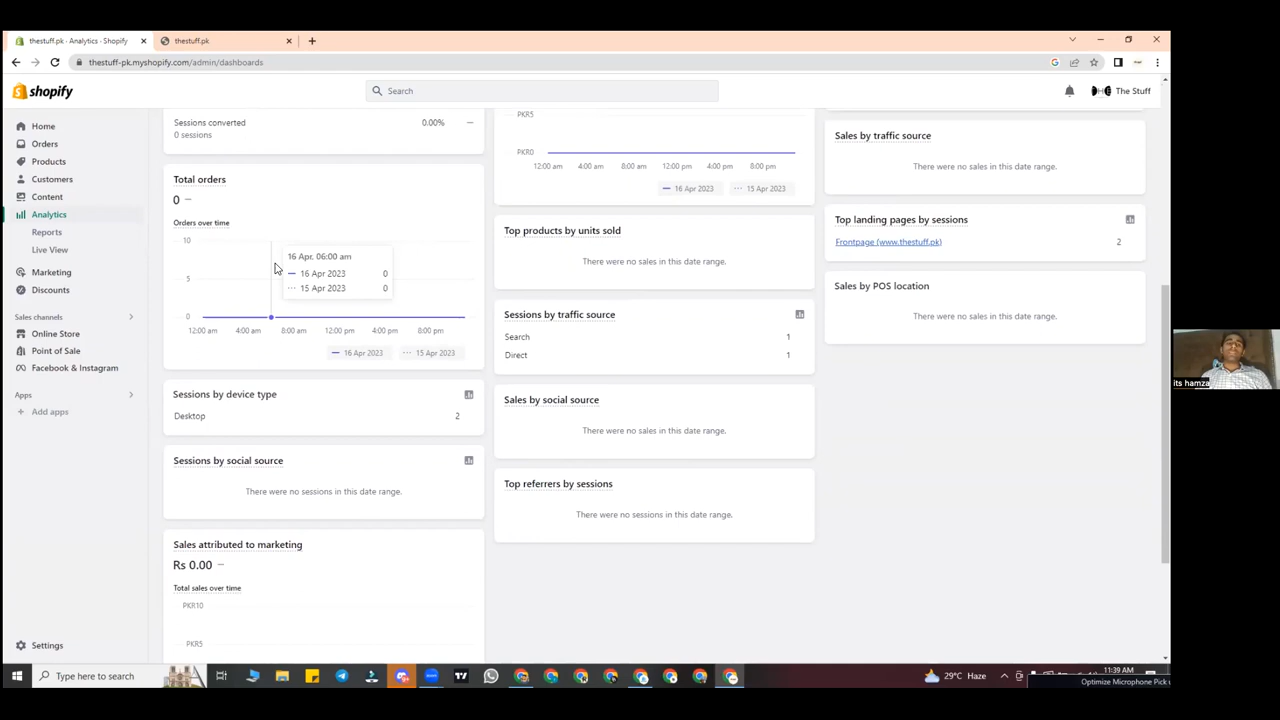 thestuff.pk · Analytics · Shopify
thestuff.pk
thestuff-pk.myshopify.com/admin/dashboards
shopify
Search
The Stuff
Home
Orders
Products
Customers
Content
Analytics
Reports
Live View
Marketing
Discounts
Sales channels
Online Store
Point of Sale
Facebook & Instagram
Apps
Add apps
Settings
Sessions converted
0.00%
0 sessions
Total orders
0
Orders over time
10
5
0
16 Apr. 06:00 am
16 Apr 2023 0
15 Apr 2023 0
12:00 am 4:00 am 8:00 am 12:00 pm 4:00 pm 8:00 pm
16 Apr 2023 15 Apr 2023
Sessions by device type
Desktop 2
Sessions by social source
There were no sessions in this date range.
Sales attributed to marketing
Rs 0.00
Total sales over time
PKR10
PKR5
PKR5
PKR0
12:00 am 4:00 am 8:00 am 12:00 pm 4:00 pm 8:00 pm
16 Apr 2023 15 Apr 2023
Top products by units sold
There were no sales in this date range.
Sessions by traffic source
Search 1
Direct 1
Sales by social source
There were no sales in this date range.
Top referrers by sessions
There were no sessions in this date range.
Sales by traffic source
There were no sales in this date range.
Top landing pages by sessions
Frontpage (www.thestuff.pk) 2
Sales by POS location
There were no sales in this date range.
its hamza
Type here to search
29°C Haze
11:39 AM
Optimize Microphone Pick